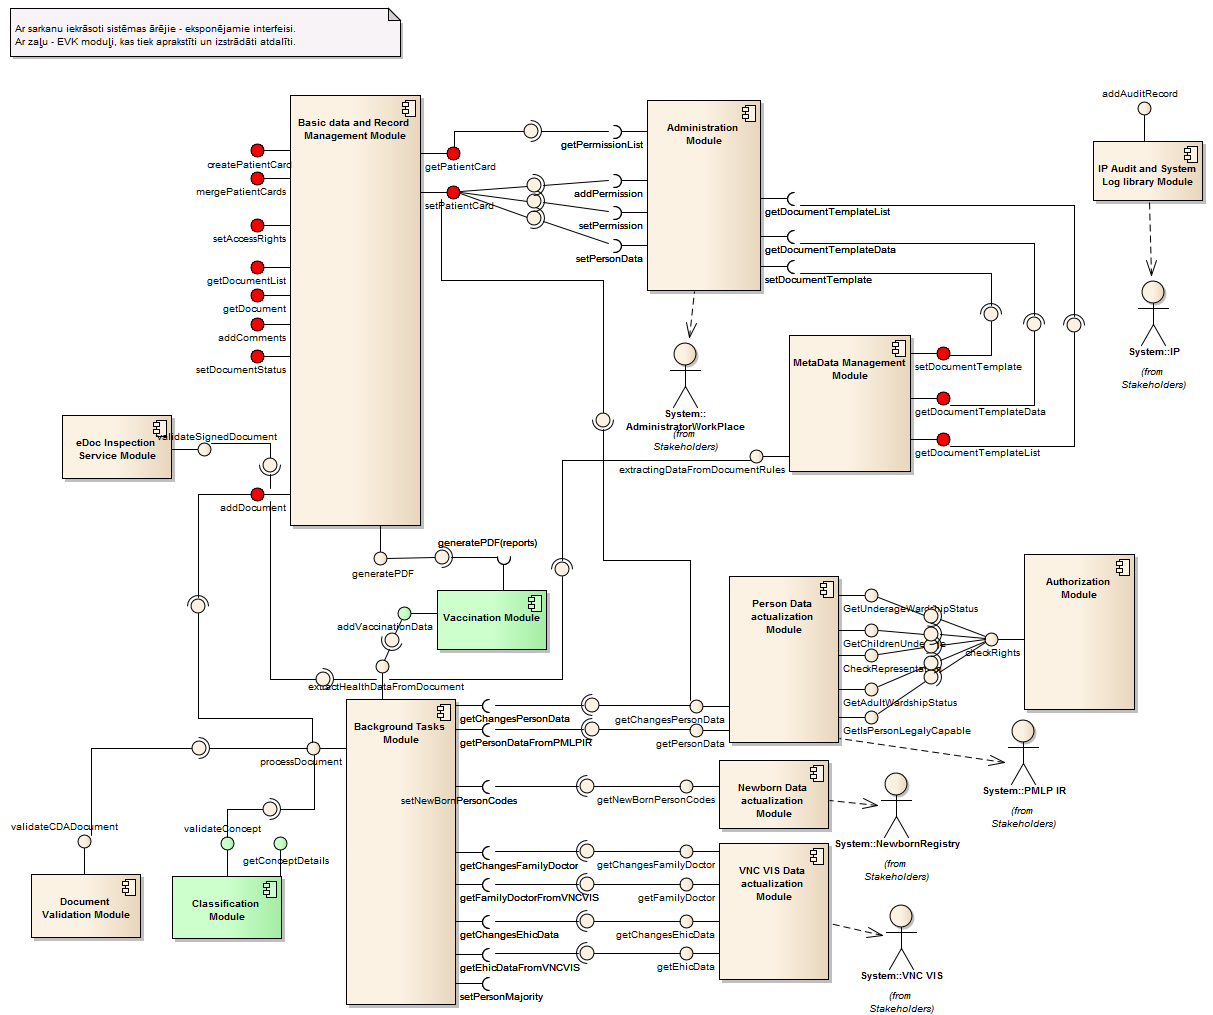 Ar sarkanu iekrāsoti sistēmas ārējie - eksponējamie interfeisi.
Ar zaļu - EVK moduļi, kas tiek aprakstīti un izstrādāti atdalīti.
addAuditRecord
Basic data and Record
Management Module
Administration
Module
IP Audit and System
Log library Module
createPatientCard
mergePatientCards
setAccessRights
getDocumentList
getDocument
addComments
setDocumentStatus
getPatientCard
setPatientCard
getPermissionList
addPermission
setPermission
setPersonData
getDocumentTemplateList
getDocumentTemplateData
setDocumentTemplate
System::IP
(from
Stakeholders)
MetaData Management
Module
setDocumentTemplate
getDocumentTemplateData
getDocumentTemplateList
System::
AdministratorWorkPlace
(from
Stakeholders)
extractingDataFromDocumentRules
eDoc Inspection
Service Module
validateSignedDocument
addDocument
generatePDF
generatePDF(reports)
Vaccination Module
addVaccinationData
extractHealthDataFromDocument
Person Data
actualization
Module
Authorization
Module
GetUnderageWardshipStatus
GetChildrenUnde
CheckRepresentat
GetAdultWardshipStatus
GetIsPersonLegalyCapable
checkRights
System::PMLP IR
(from
Stakeholders)
Background Tasks
Module
processDocument
getChangesPersonData
getPersonDataFromPMLPIR
getChangesPersonData
getPersonData
setNewBornPersonCodes
getNewBornPersonCodes
Newborn Data
actualization
Module
System::NewbornRegistry
(from
Stakeholders)
validateCDADocument
validateConcept
getConceptDetails
Document
Validation Module
Classification
Module
getChangesFamilyDoctor
getFamilyDoctorFromVNCVIS
getChangesEhicData
getEhicDataFromVNCVIS
setPersonMajority
getChangesFamilyDoctor
getFamilyDoctor
getChangesEhicData
getEhicData
VNC VIS Data
actualization
Module
System::VNC VIS
(from
Stakeholders)